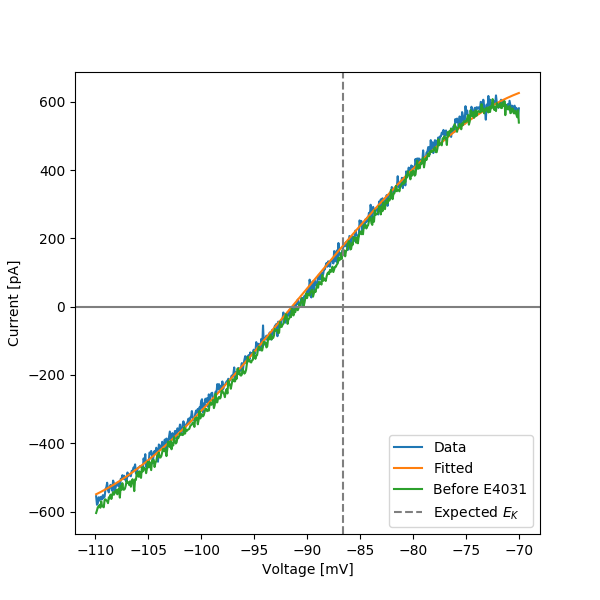 600
400
200
0
−200
−400
−600
Current [pA]
−110 −105 −100 −95 −90 −85 −80 −75 −70
Voltage [mV]
Data
Fitted
Before E4031
Expected E_K